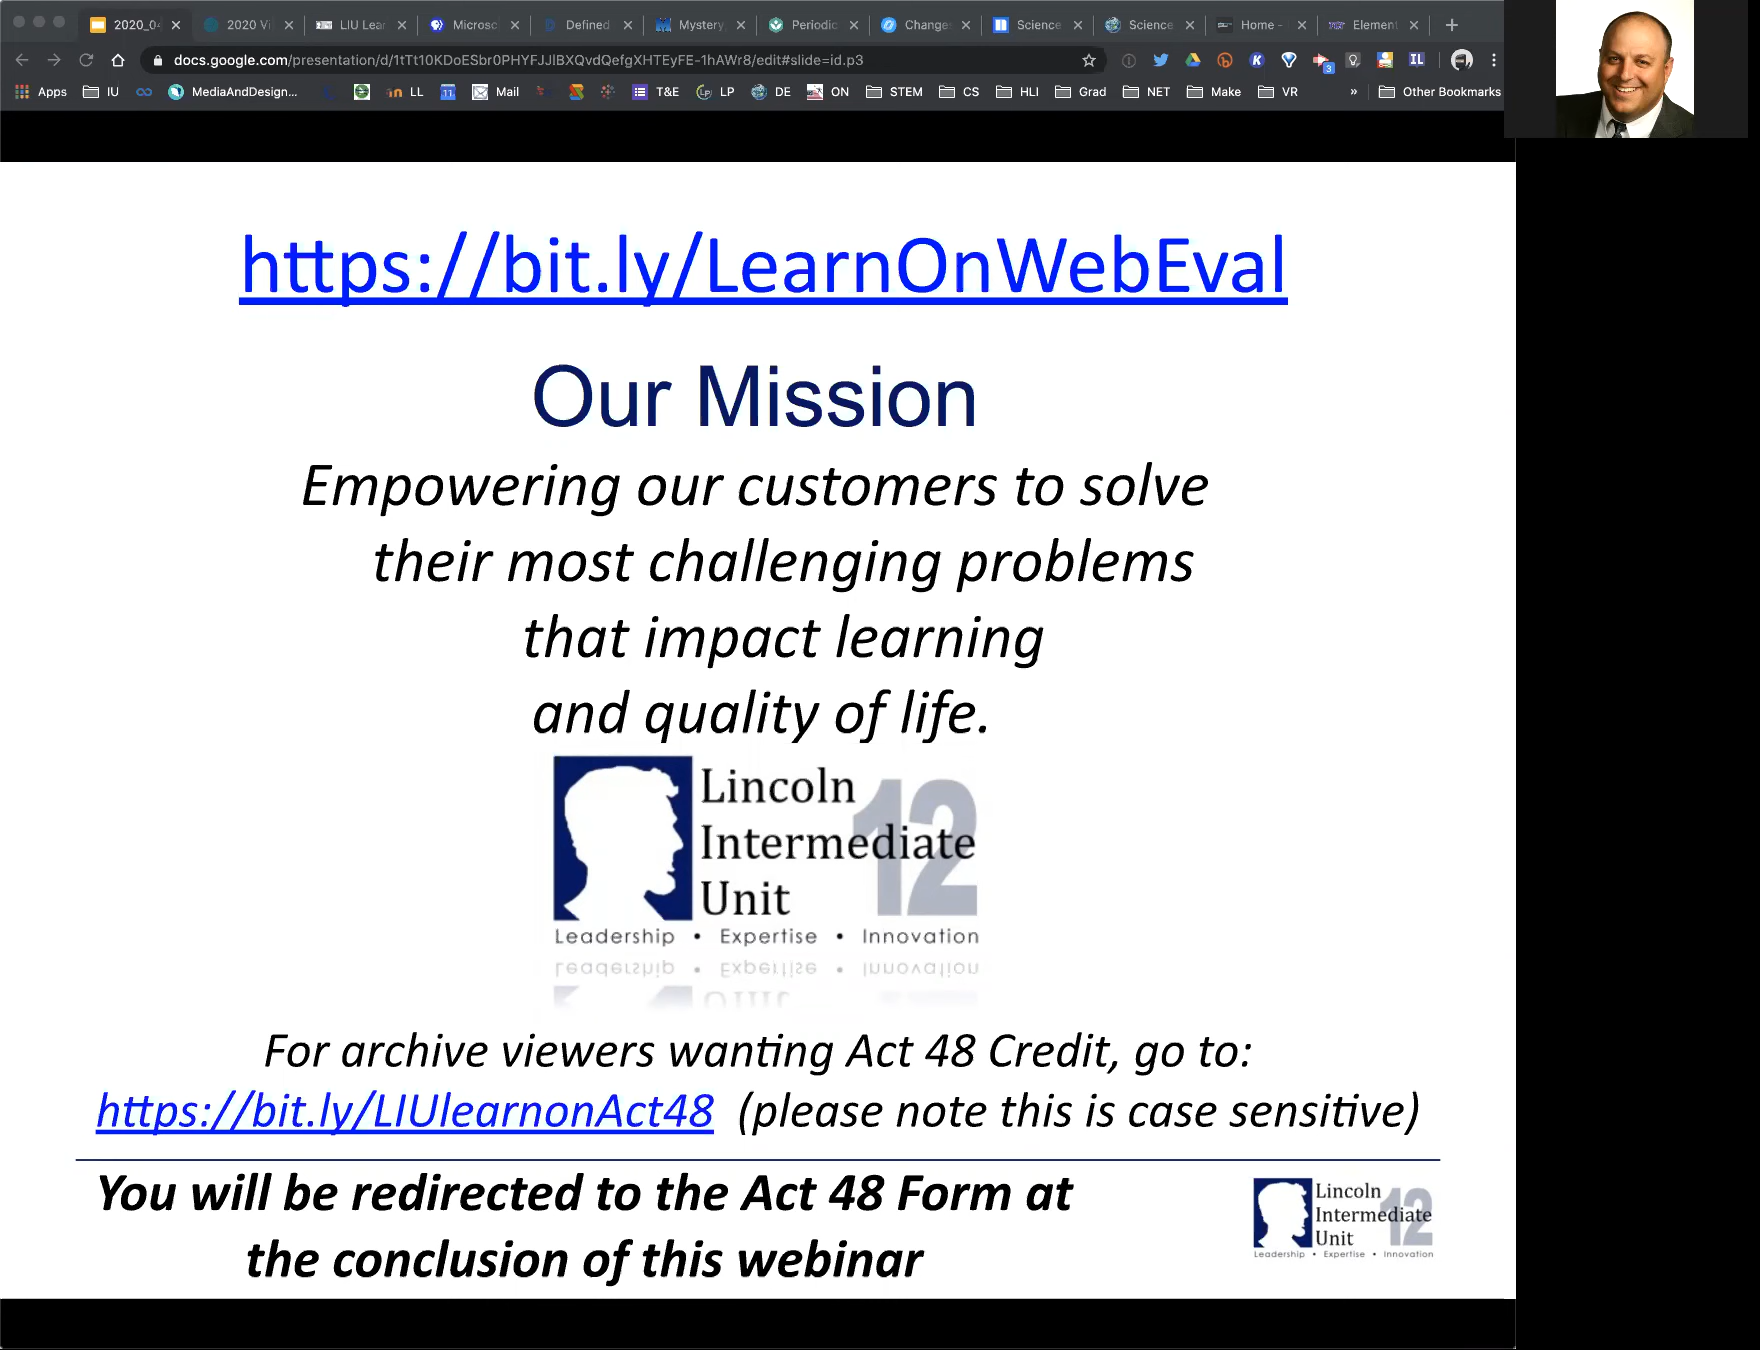 2020_04
2020 Vi
LIU Lear
Microsc
Defined
Mystery
Periodic
Change
Science
Science
Home -
Element
docs.google.com/presentation/d/1tTt10KDoESbr0PHYFJJlBXQvdQefgXHTEyFE-1hAWr8/edit#slide=id.p3
Apps IU MediaAndDesign... LL Mail T&E LP DE ON STEM CS HLI Grad NET Make VR » Other Bookmarks
https://bit.ly/LearnOnWebEval
Our Mission
Empowering our customers to solve
their most challenging problems
that impact learning
and quality of life.
Lincoln
Intermediate 12
Unit
Leadership • Expertise • Innovation
For archive viewers wanting Act 48 Credit, go to:
https://bit.ly/LIUlearnonAct48 (please note this is case sensitive)
You will be redirected to the Act 48 Form at
the conclusion of this webinar
Lincoln
Intermediate 12
Unit
Leadership • Expertise • Innovation